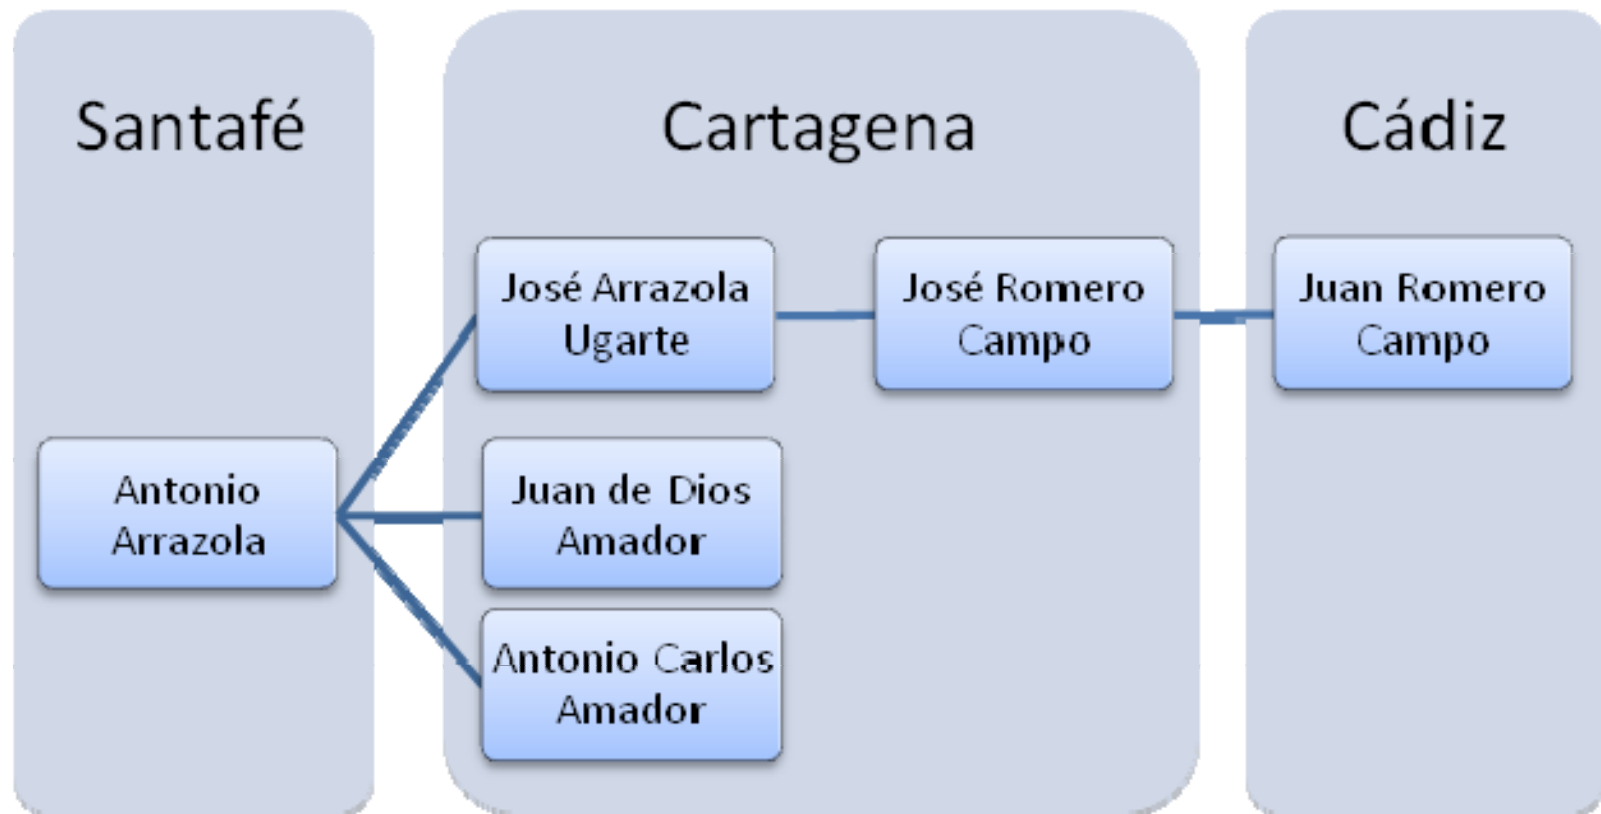 Santafé
Cartagena
Cádiz
José Arrazola
Ugarte
José Romero
Campo
Juan Romero
Campo
Antonio
Arrazola
Juan de Dios
Amador
Antonio Carlos
Amador